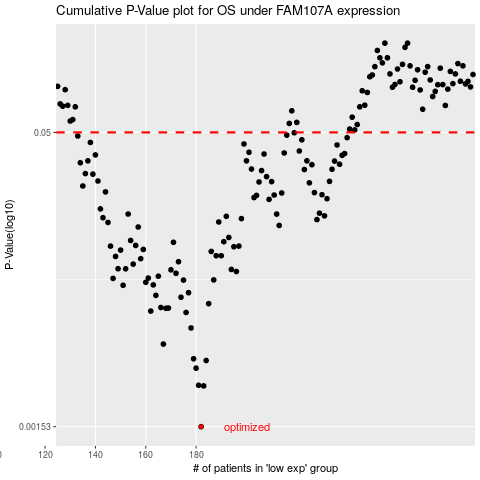 Cumulative P-Value plot for OS under FAM107A expression
0.05
P-Value(log10)
0.00153
optimized
0 120 140 160 180
# of patients in 'low exp' group